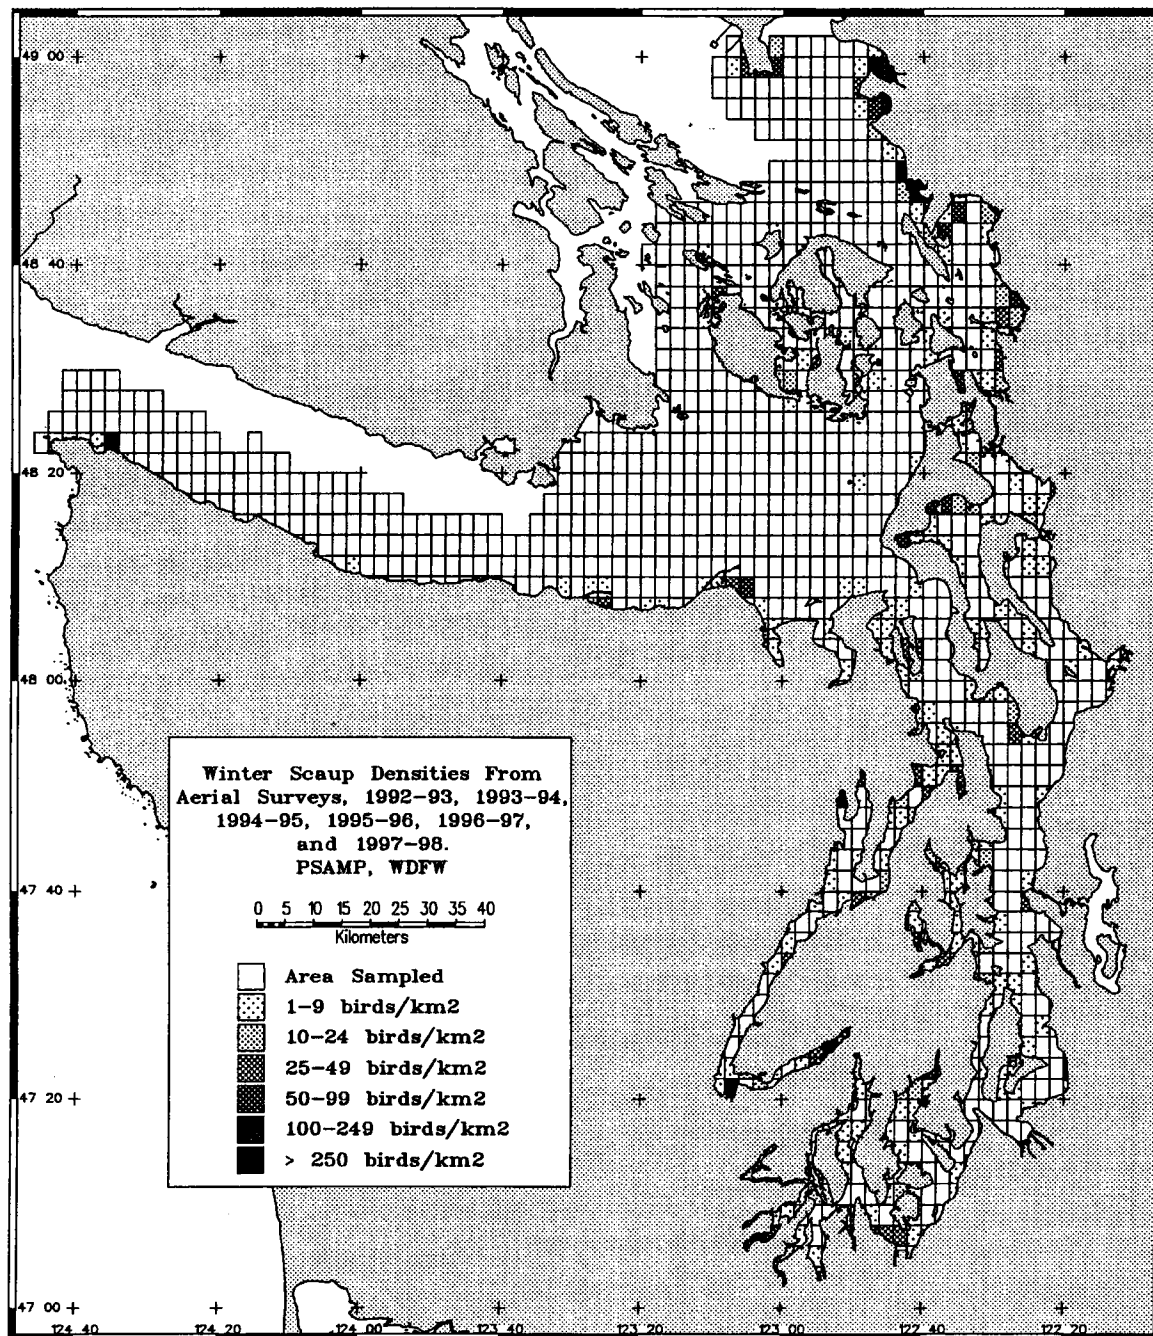 49 00
48 40
48 20
48 00
47 40
47 20
47 00
124 40
124 20
124 00
123 40
123 20
123 00
122 40
122 20
Winter Scaup Densities From
Aerial Surveys, 1992-93, 1993-94,
1994-95, 1995-96, 1996-97,
and 1997-98.
PSAMP, WDFW
0 5 10 15 20 25 30 35 40
Kilometers
Area Sampled
1-9 birds/km2
10-24 birds/km2
25-49 birds/km2
50-99 birds/km2
100-249 birds/km2
> 250 birds/km2